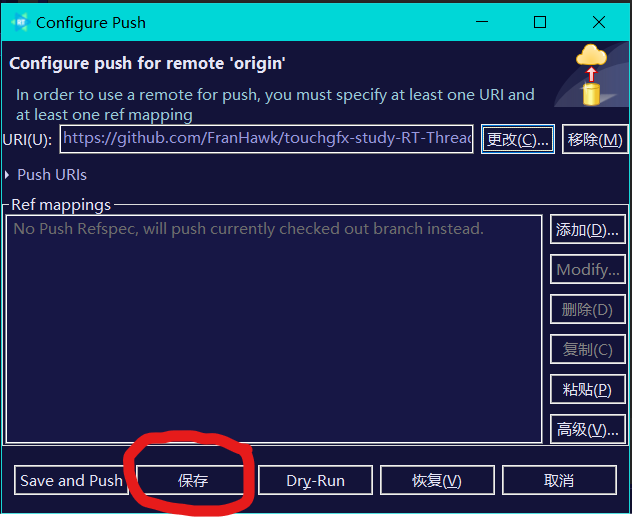 RT
Configure Push
Configure push for remote 'origin'
In order to use a remote for push, you must specify at least one URI and
at least one ref mapping
URI(U): https://github.com/FranHawk/touchgfx-study-RT-Threac 更改(C)... 移除(M)
Push URIs
Ref mappings
No Push Refspec, will push currently checked out branch instead.
添加(D)...
Modify...
删除(D)
复制(C)
粘贴(P)
高级(V)...
Save and Push 保存 Dry-Run 恢复(V) 取消